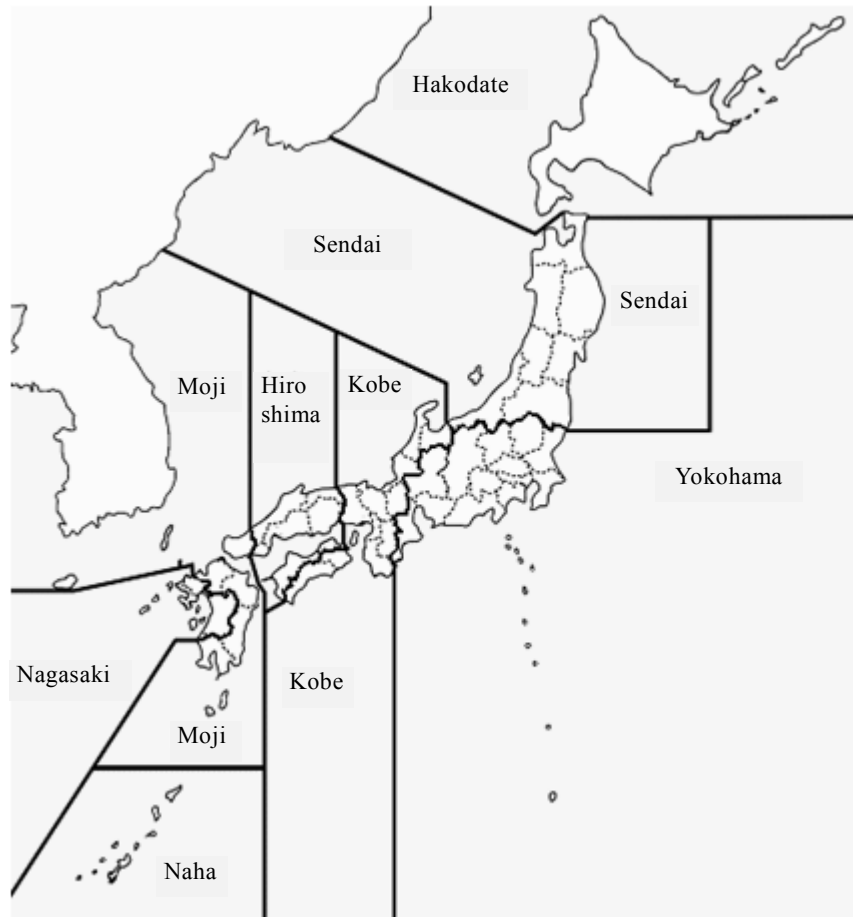 Hakodate
Sendai
Sendai
Moji
Hiro
shima
Kobe
Yokohama
Nagasaki
Kobe
Moji
Naha